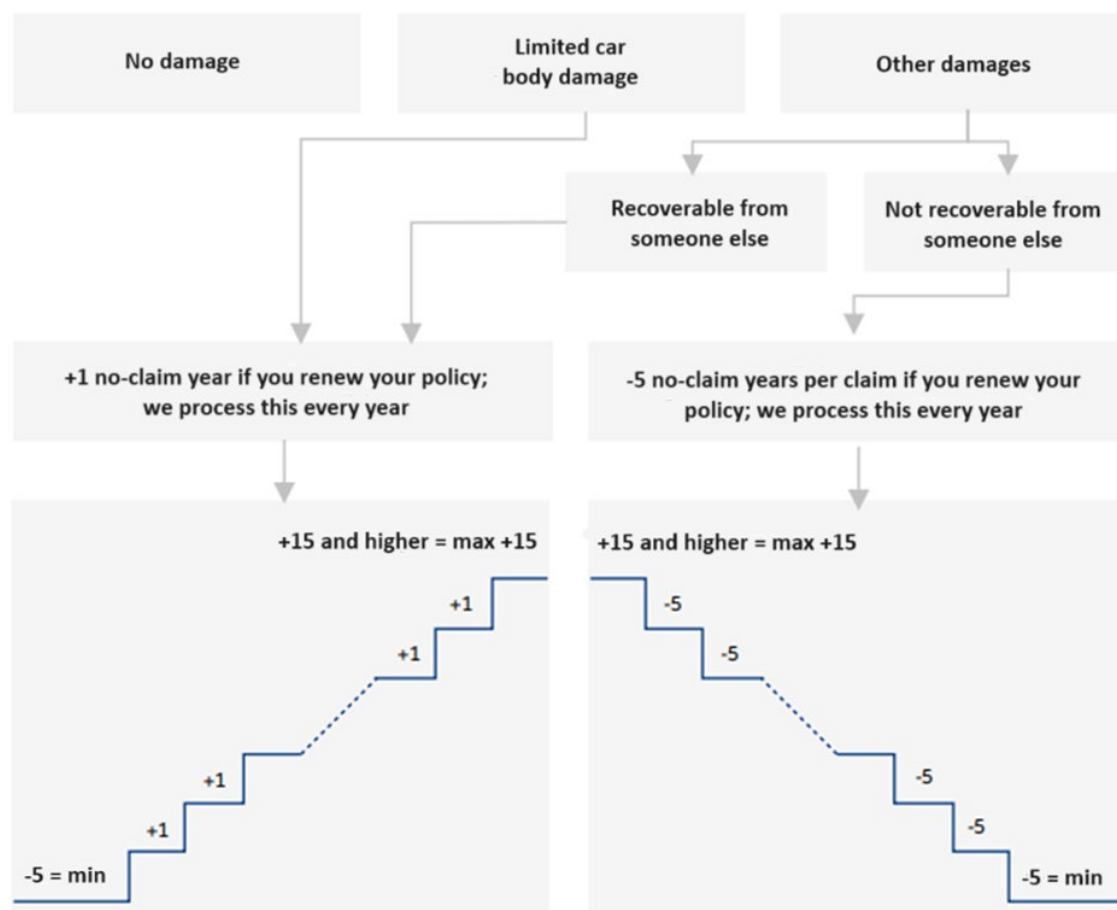 No damage
Limited car
body damage
Other damages
Recoverable from
someone else
Not recoverable from
someone else
+1 no-claim year if you renew your policy;
we process this every year
-5 no-claim years per claim if you renew your
policy; we process this every year
+15 and higher = max +15
+1
+1
+1
+1
-5 = min
+15 and higher = max +15
-5
-5
-5
-5
-5 = min